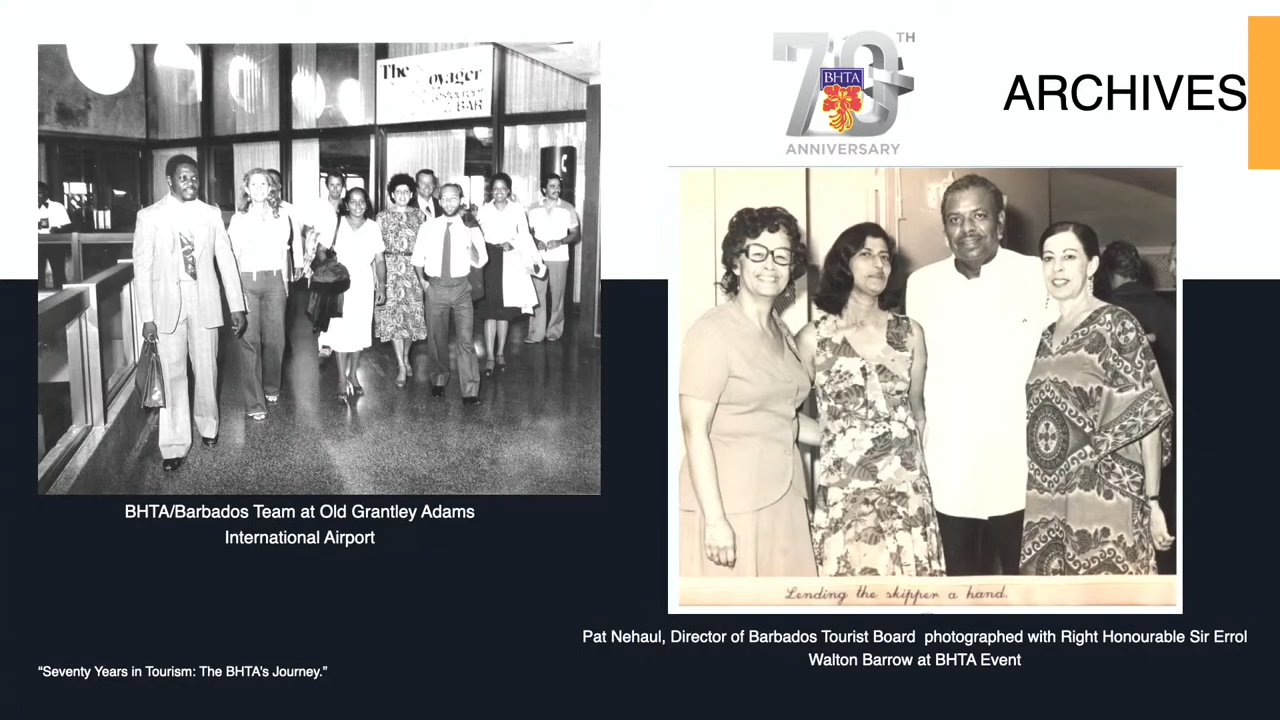 The Voyager
Restaurant
& BAR
70TH
BHTA
ANNIVERSARY
ARCHIVES
Lending the skipper a hand.
BHTA/Barbados Team at Old Grantley Adams
International Airport
Pat Nehaul, Director of Barbados Tourist Board photographed with Right Honourable Sir Errol
Walton Barrow at BHTA Event
“Seventy Years in Tourism: The BHTA’s Journey.”